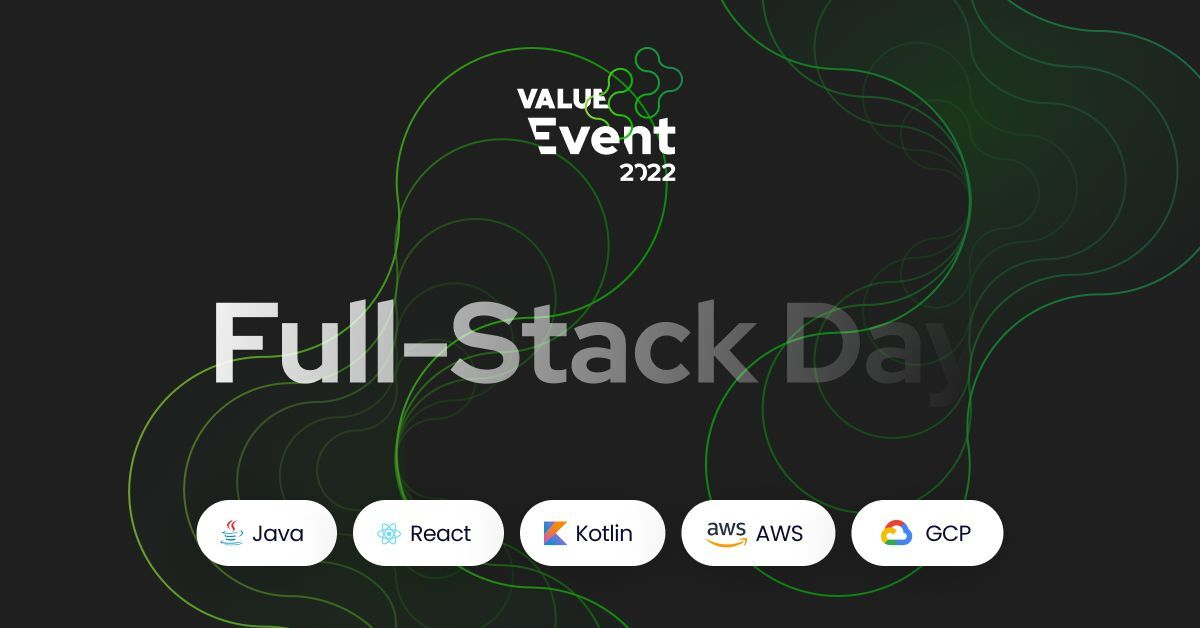 VALUE
Event
2022
Full-Stack Day
Java
React
Kotlin
aws AWS
GCP